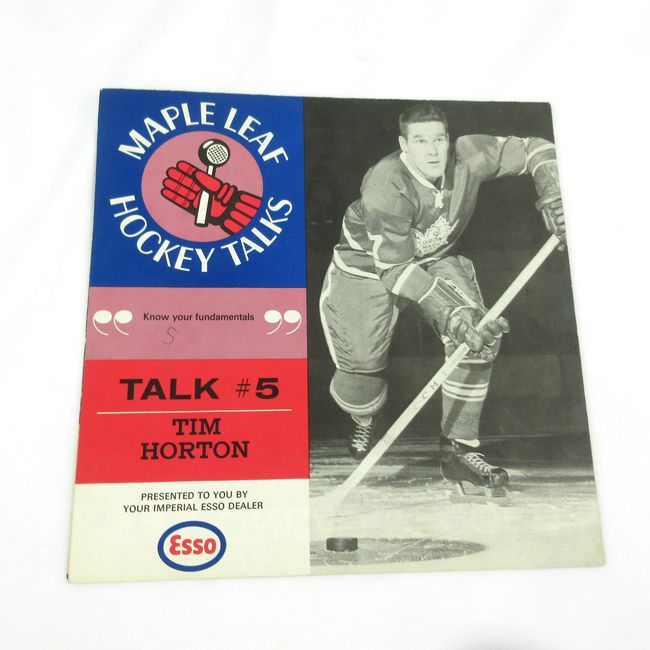 MAPLE LEAF
HOCKEY TALKS
“ Know your fundamentals ”
S
TALK #5
TIM
HORTON
PRESENTED TO YOU BY
YOUR IMPERIAL ESSO DEALER
Esso
7